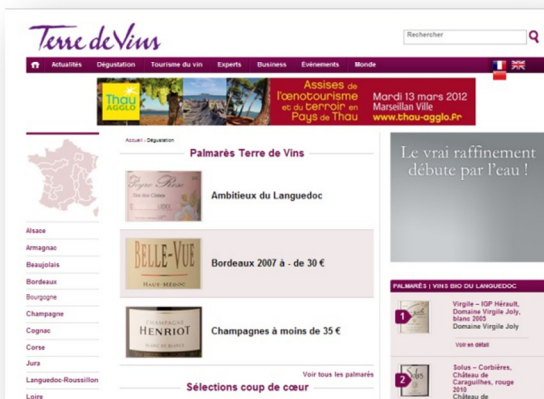 Terre de Vins
Rechercher
Actualités Dégustation Tourisme du vin Experts Business Évènements Monde
Thau
AGGLO
Assises de
l'œnotourisme
et du terroir en
Pays de Thau
Mardi 13 mars 2012
Marseillan Ville
www.thau-agglo.fr
Accueil › Dégustation
Palmarès Terre de Vins
Ambitieux du Languedoc
BELLE-VUE
HAUT-MÉDOC
Bordeaux 2007 à - de 30 €
CHAMPAGNE
HENRIOT
Champagnes à moins de 35 €
Voir tous les palmarès
Sélections coup de cœur
Alsace
Armagnac
Beaujolais
Bordeaux
Bourgogne
Champagne
Cognac
Corse
Jura
Languedoc-Roussillon
Loire
Le vrai raffinement
débute par l'eau !
PALMARÈS | VINS BIO DU LANGUEDOC
1
Virgile – IGP Hérault,
Domaine Virgile Joly,
blanc 2005
Domaine Virgile Joly
Voir en détail
2
Solus – Corbières,
Château de
Caraguilhes, rouge
2010
Château de